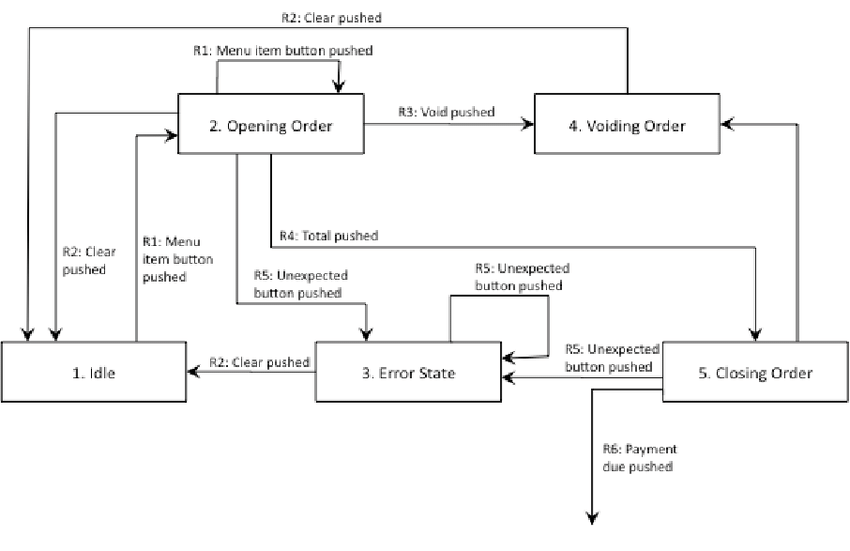 R2: Clear pushed
R1: Menu item button pushed
2. Opening Order
R3: Void pushed
4. Voiding Order
R4: Total pushed
R2: Clear
pushed
R1: Menu
item button
pushed
R5: Unexpected
button pushed
R5: Unexpected
button pushed
1. Idle
R2: Clear pushed
3. Error State
R5: Unexpected
button pushed
5. Closing Order
R6: Payment
due pushed